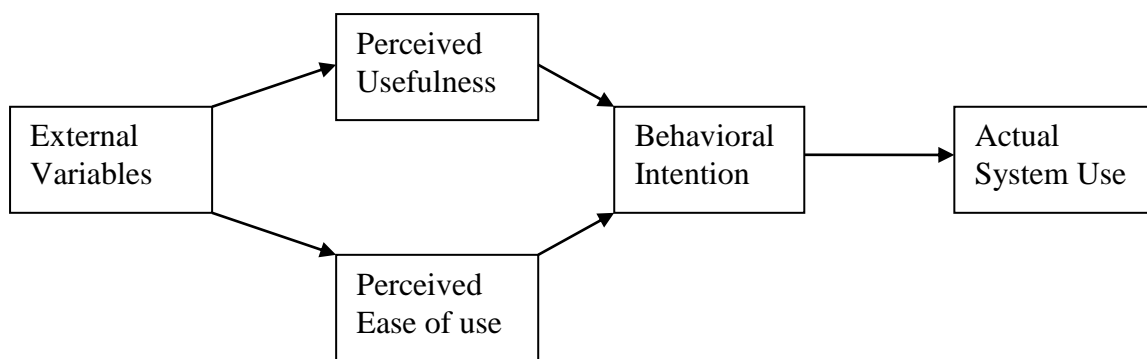 Perceived
Usefulness
External
Variables
Behavioral
Intention
Actual
System Use
Perceived
Ease of use